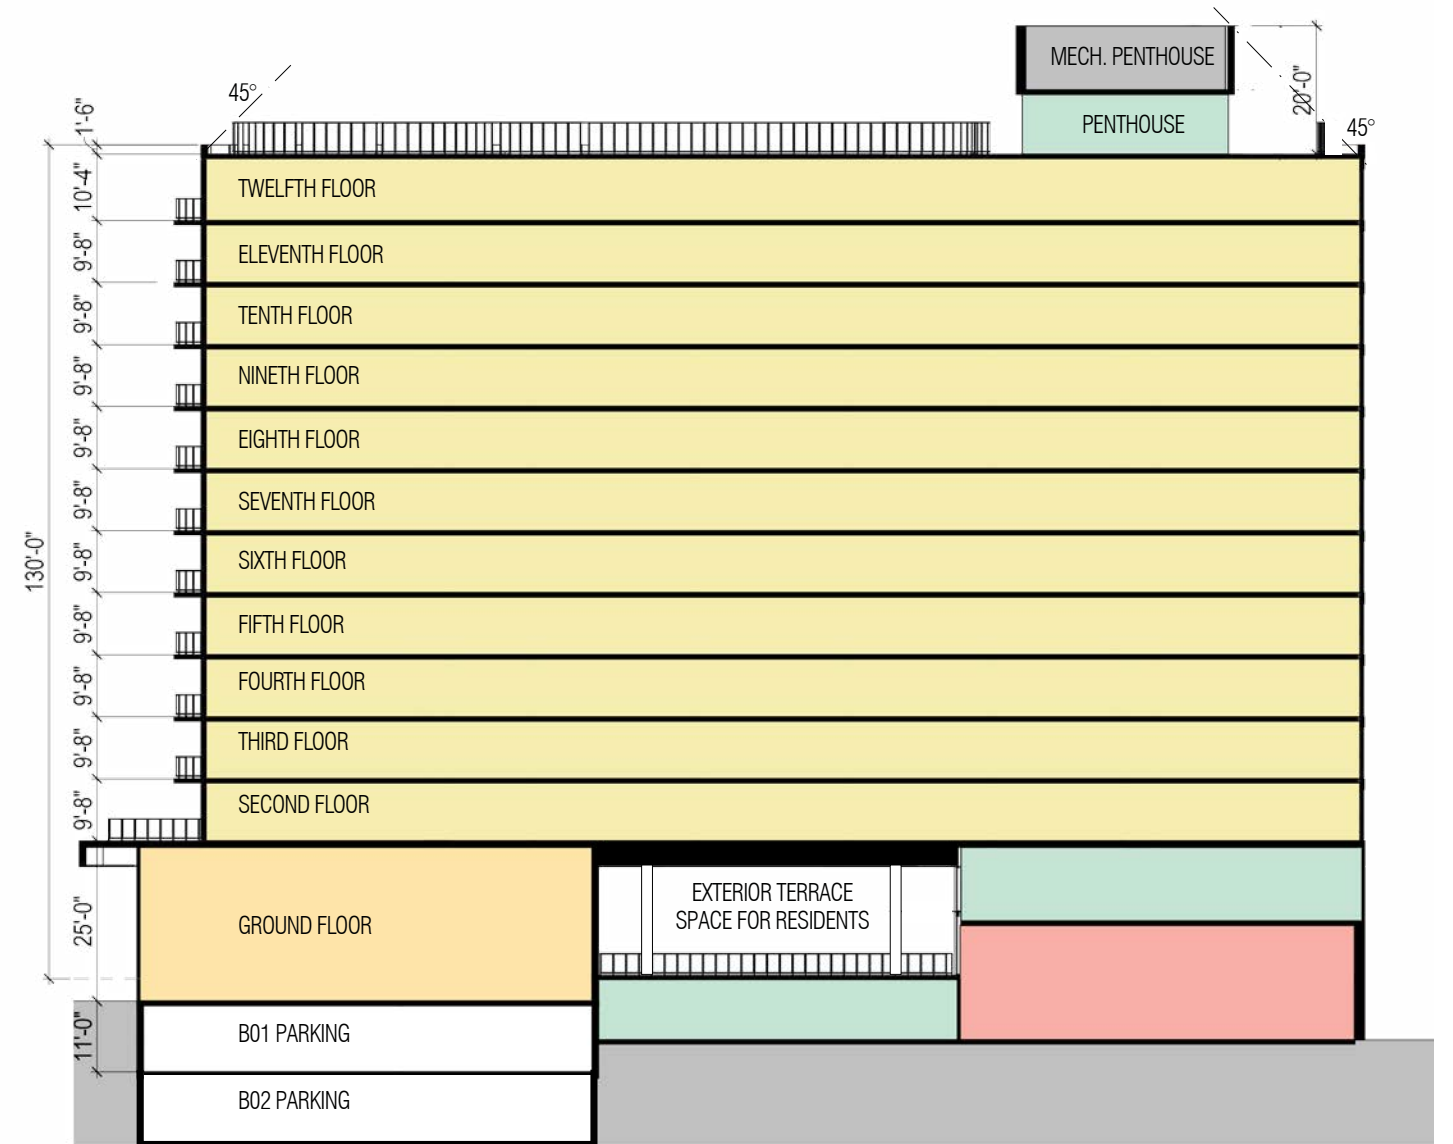 MECH. PENTHOUSE
45°
20'-0"
1'-6"
PENTHOUSE
45°
10'-4"
TWELFTH FLOOR
9'-8"
ELEVENTH FLOOR
9'-8"
TENTH FLOOR
9'-8"
NINETH FLOOR
9'-8"
EIGHTH FLOOR
9'-8"
SEVENTH FLOOR
130'-0"
9'-8"
SIXTH FLOOR
9'-8"
FIFTH FLOOR
9'-8"
FOURTH FLOOR
9'-8"
THIRD FLOOR
9'-8"
SECOND FLOOR
EXTERIOR TERRACE
SPACE FOR RESIDENTS
25'-0"
GROUND FLOOR
11'-0"
B01 PARKING
B02 PARKING